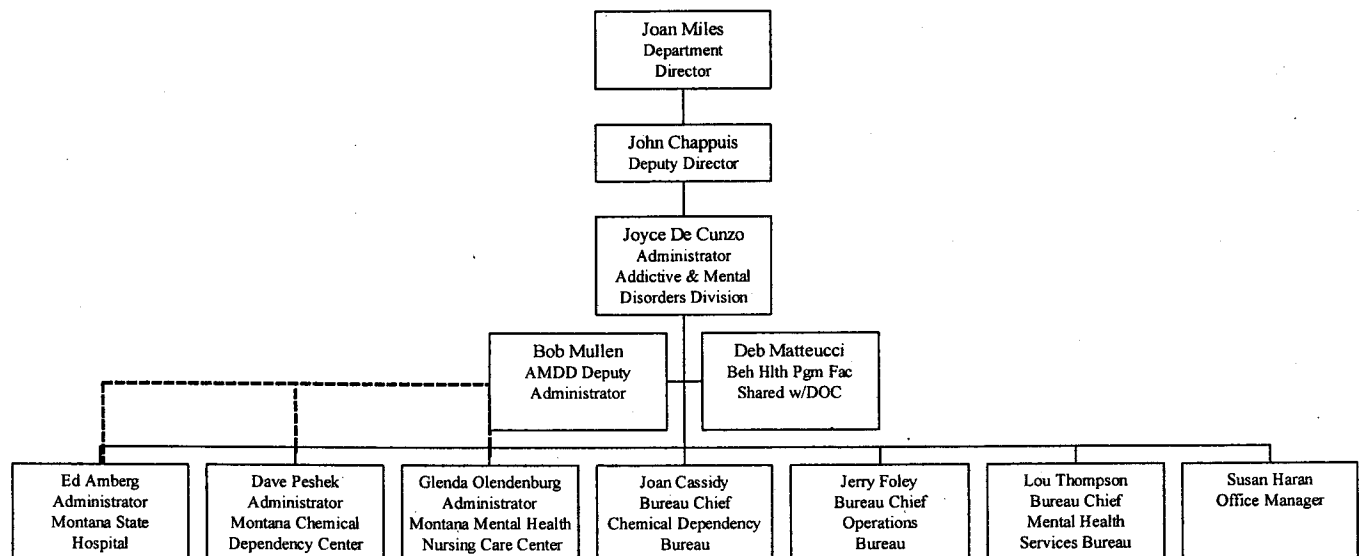 Joan Miles
Department
Director
John Chappuis
Deputy Director
Joyce De Cunzo
Administrator
Addictive & Mental
Disorders Division
Bob Mullen
AMDD Deputy
Administrator
Deb Matteucci
Beh Hlth Pgm Fac
Shared w/DOC
Ed Amberg
Administrator
Montana State
Hospital
Dave Peshek
Administrator
Montana Chemical
Dependency Center
Glenda Olendenburg
Administrator
Montana Mental Health
Nursing Care Center
Joan Cassidy
Bureau Chief
Chemical Dependency
Bureau
Jerry Foley
Bureau Chief
Operations
Bureau
Lou Thompson
Bureau Chief
Mental Health
Services Bureau
Susan Haran
Office Manager